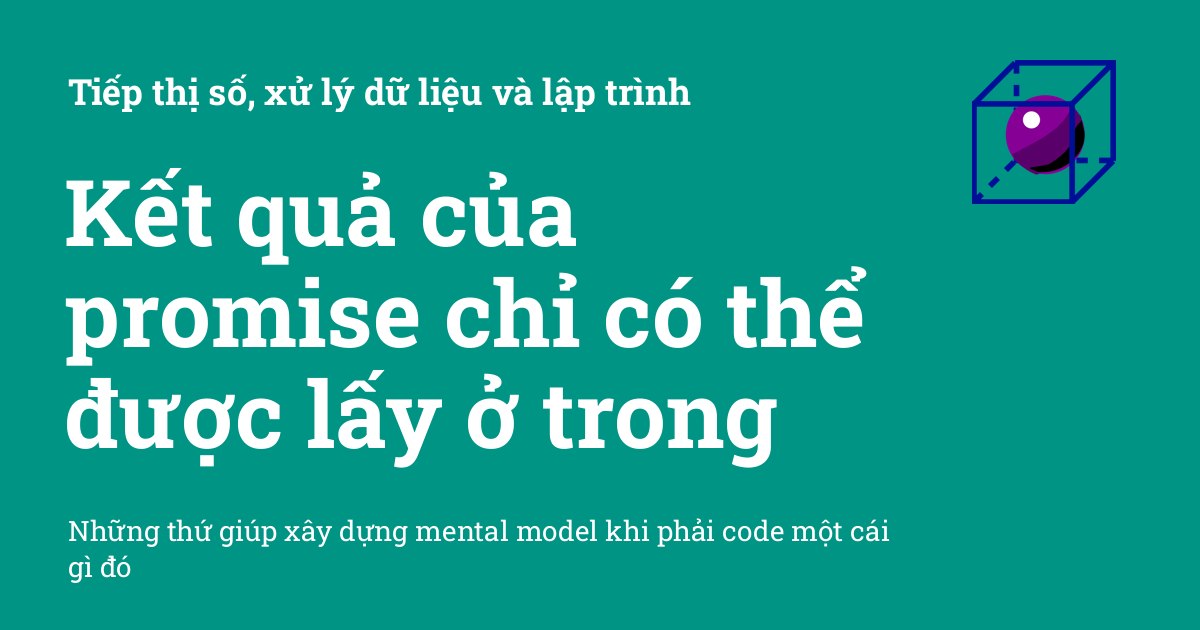 Tiếp thị số, xử lý dữ liệu và lập trình
Kết quả của
promise chỉ có thể
được lấy ở trong
Những thứ giúp xây dựng mental model khi phải code một cái
gì đó